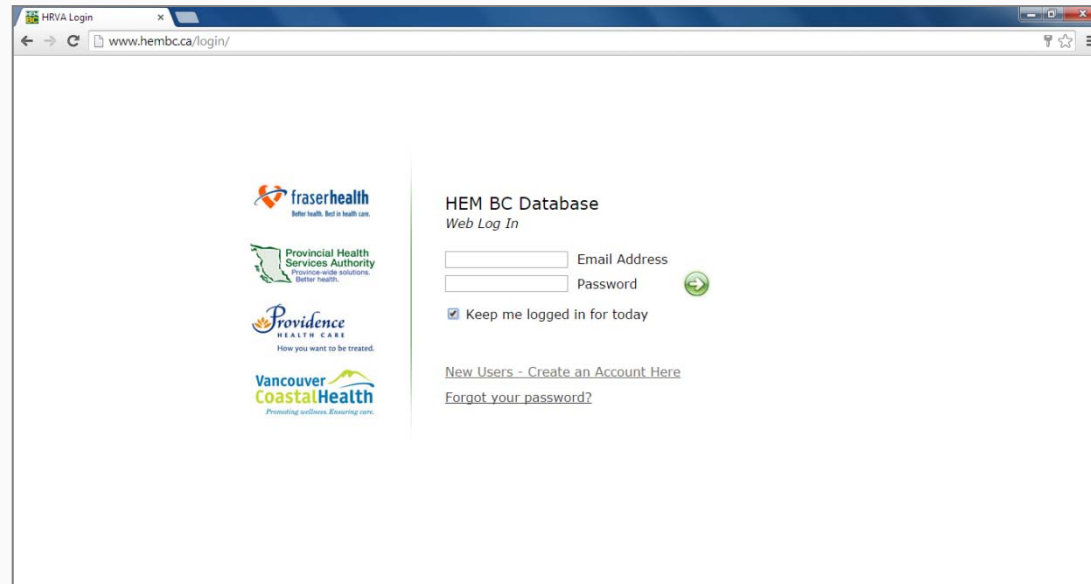 HRVA Login
www.hembc.ca/login/
fraserhealth
Better health. Best in health care.
Provincial Health
Services Authority
Province-wide solutions.
Better health.
Providence
HEALTH CARE
How you want to be treated.
Vancouver
CoastalHealth
Promoting wellness. Ensuring care.
HEM BC Database
Web Log In
Email Address
Password
Keep me logged in for today
New Users - Create an Account Here
Forgot your password?